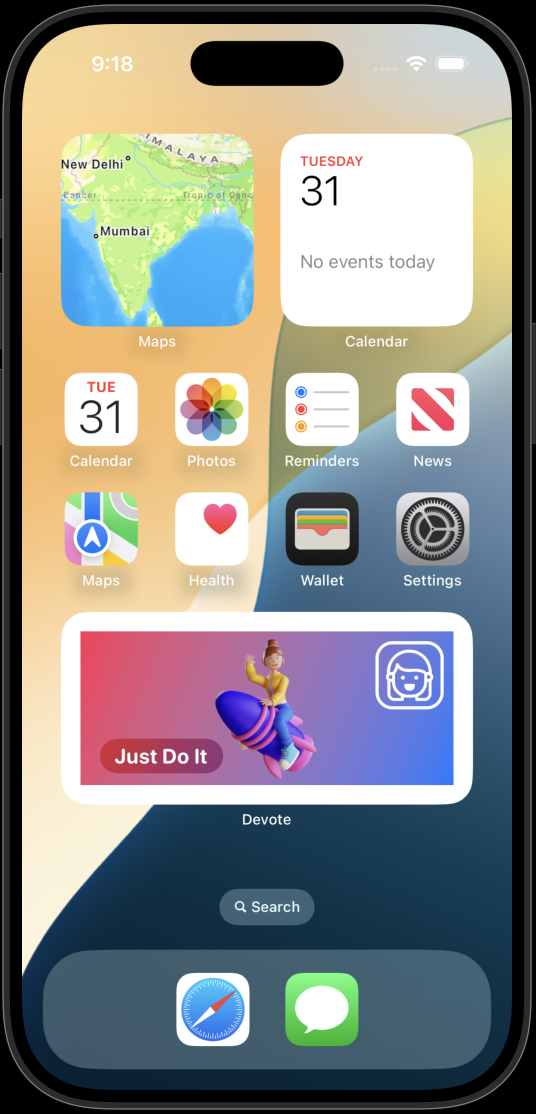 9:18
New Delhi
HIMALAYA
Cancer
Tropic of Canc
Mumbai
Maps
TUESDAY
31
No events today
Calendar
TUE
31
Calendar
Photos
Reminders
News
Maps
Health
Wallet
Settings
Just Do It
Devote
Search